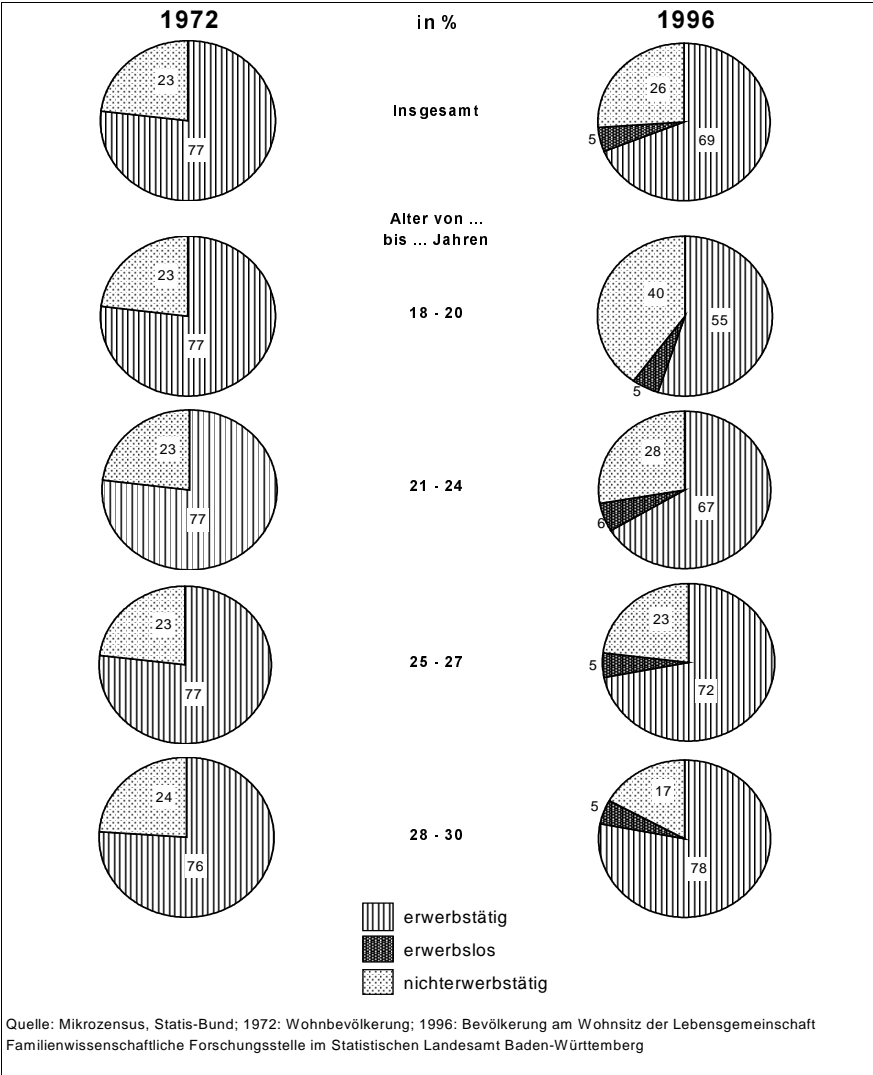 1972 in % 1996
23 26
Insgesamt
5
77 69
Alter von ...
bis ... Jahren
23 40
18 - 20 55
77
5
23 28
21 - 24
77 67
6
23 23
25 - 27 5
77 72
24 17
5
28 - 30
76 78
erwerbstätig
erwerbslos
nichterwerbstätig
Quelle: Mikrozensus, Statis-Bund; 1972: Wohnbevölkerung; 1996: Bevölkerung am Wohnsitz der Lebensgemeinschaft
Familienwissenschaftliche Forschungsstelle im Statistischen Landesamt Baden-Württemberg